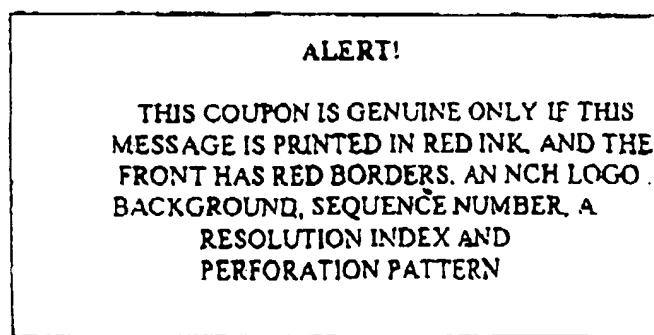 ALERT!
THIS COUPON IS GENUINE ONLY IF THIS
MESSAGE IS PRINTED IN RED INK. AND THE
FRONT HAS RED BORDERS. AN NCH LOGO
BACKGROUND, SEQUENCE NUMBER, A
RESOLUTION INDEX AND
PERFORATION PATTERN